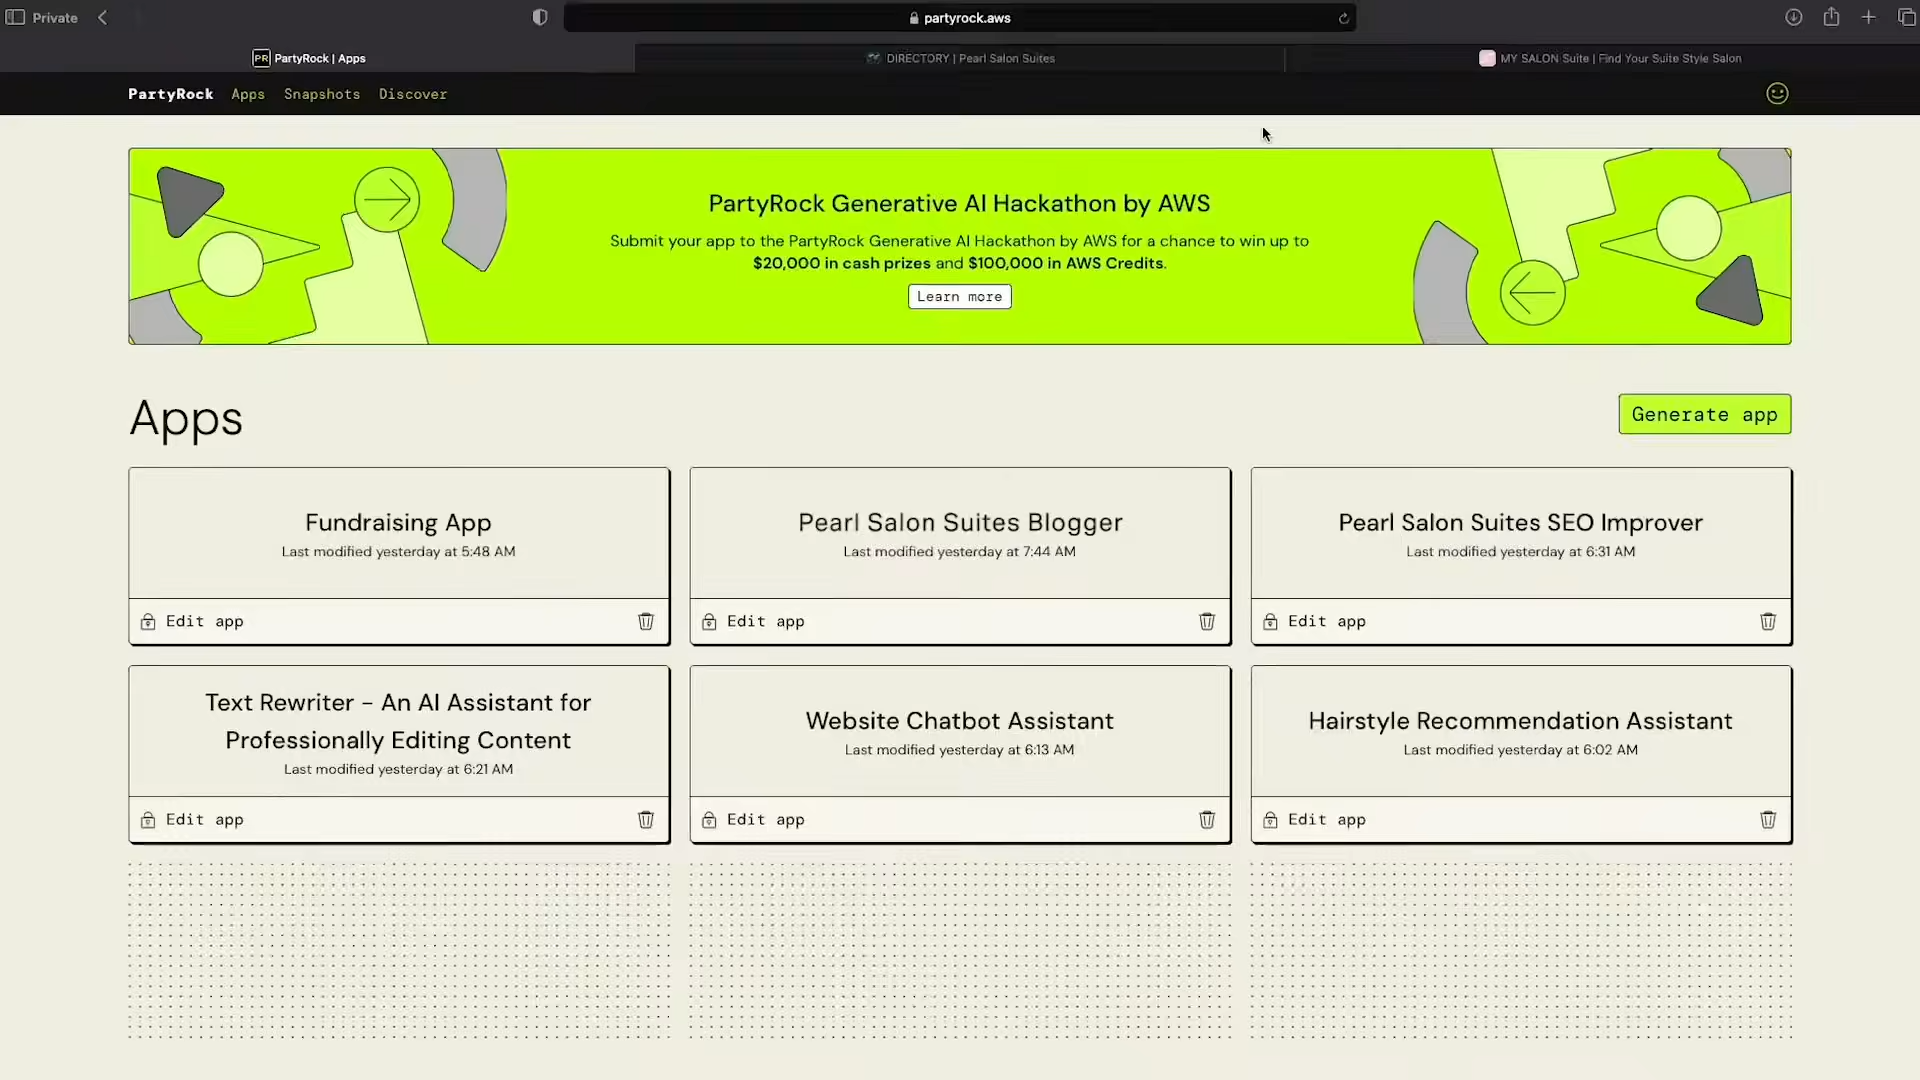 Private
partyrock.aws
PR PartyRock | Apps
DIRECTORY | Pearl Salon Suites
MY SALON Suite | Find Your Suite Style Salon
PartyRock Apps Snapshots Discover
PartyRock Generative AI Hackathon by AWS
Submit your app to the PartyRock Generative AI Hackathon by AWS for a chance to win up to
$20,000 in cash prizes and $100,000 in AWS Credits.
Learn more
Apps
Generate app
Fundraising App
Last modified yesterday at 5:48 AM
Edit app
Pearl Salon Suites Blogger
Last modified yesterday at 7:44 AM
Edit app
Pearl Salon Suites SEO Improver
Last modified yesterday at 6:31 AM
Edit app
Text Rewriter - An AI Assistant for
Professionally Editing Content
Last modified yesterday at 6:21 AM
Edit app
Website Chatbot Assistant
Last modified yesterday at 6:13 AM
Edit app
Hairstyle Recommendation Assistant
Last modified yesterday at 6:02 AM
Edit app